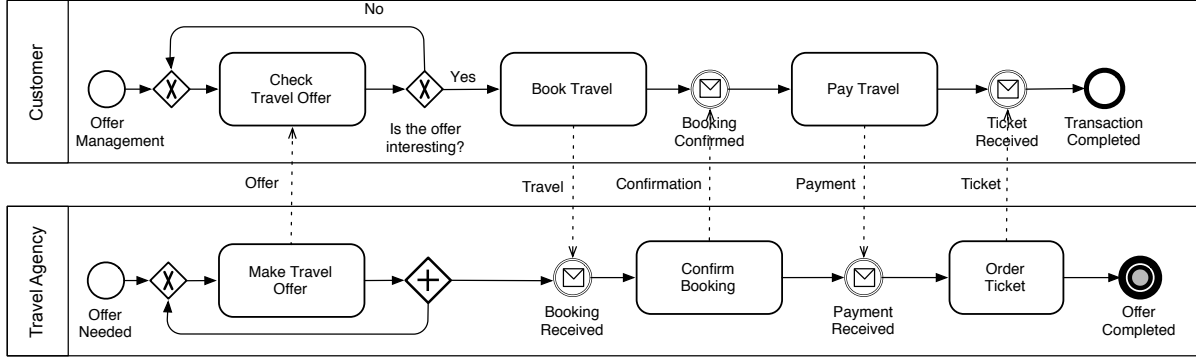 Customer
No
Check
Travel Offer
Yes
Book Travel
Pay Travel
Offer
Management
Is the offer
interesting?
Booking
Confirmed
Ticket
Received
Transaction
Completed
Offer
Travel
Confirmation
Payment
Ticket
Travel Agency
Make Travel
Offer
Confirm
Booking
Order
Ticket
Offer
Needed
Booking
Received
Payment
Received
Offer
Completed